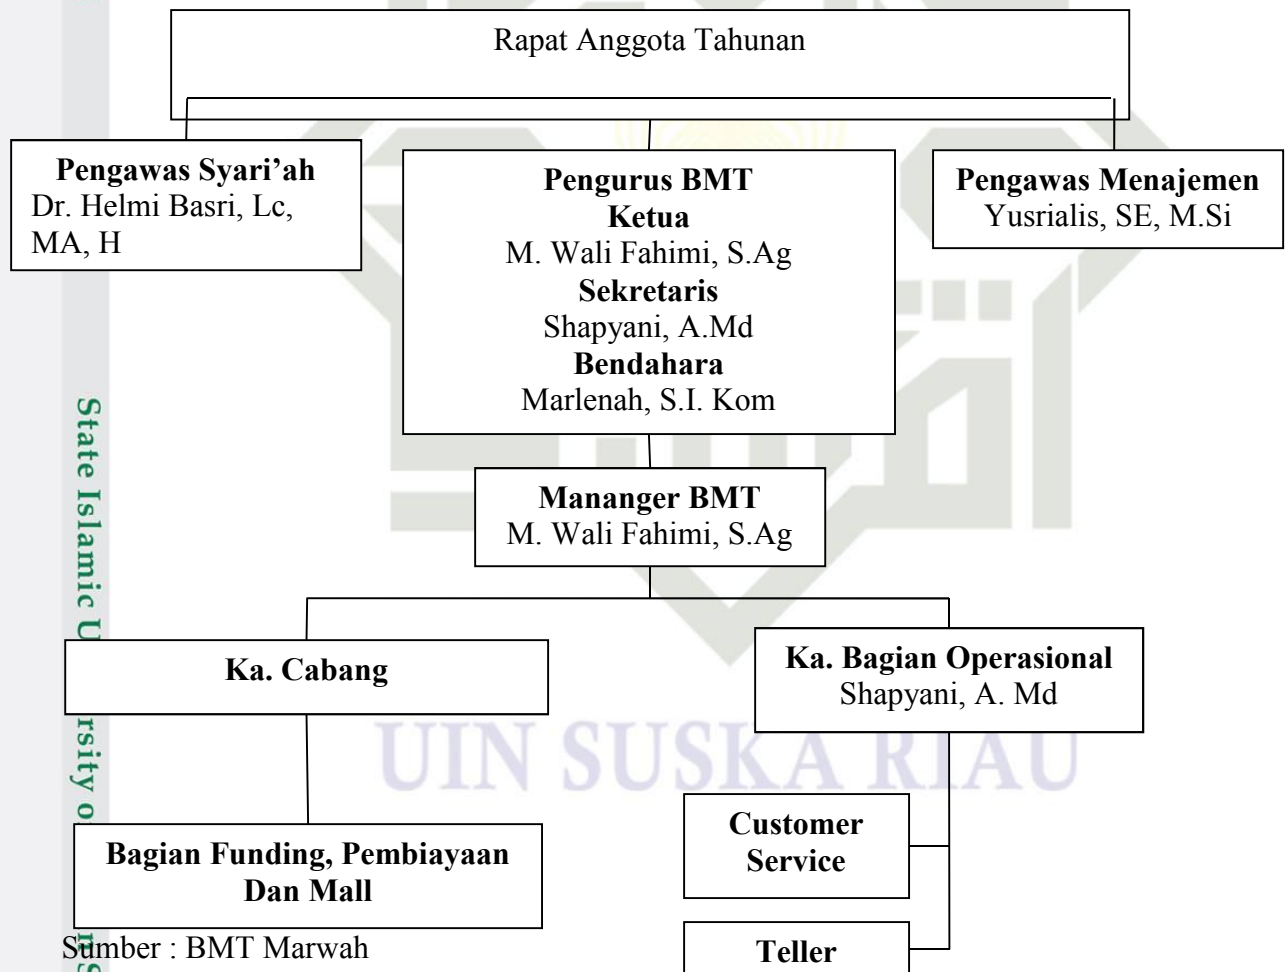 Rapat Anggota Tahunan
Pengawas Syari’ah
Dr. Helmi Basri, Lc,
MA, H
Pengurus BMT
Ketua
M. Wali Fahimi, S.Ag
Sekretaris
Shapyani, A.Md
Bendahara
Marlenah, S.I. Kom
Pengawas Menajemen
Yusrialis, SE, M.Si
Mananger BMT
M. Wali Fahimi, S.Ag
Ka. Cabang
Ka. Bagian Operasional
Shapyani, A. Md
Bagian Funding, Pembiayaan
Dan Mall
Customer
Service
Teller
Sumber : BMT Marwah
UIN SUSKA RIAU
State Islamic